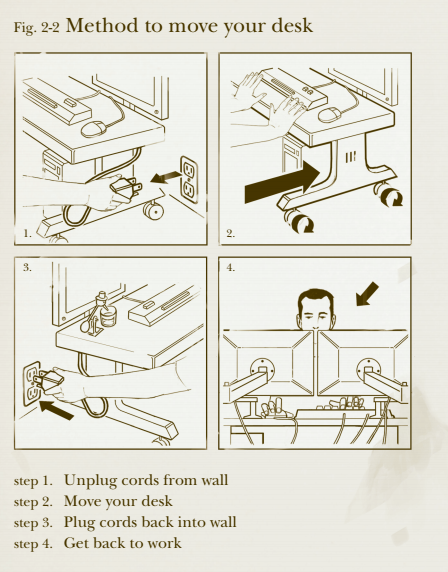 Fig. 2-2 Method to move your desk
1.
2.
3.
4.
step 1. Unplug cords from wall
step 2. Move your desk
step 3. Plug cords back into wall
step 4. Get back to work